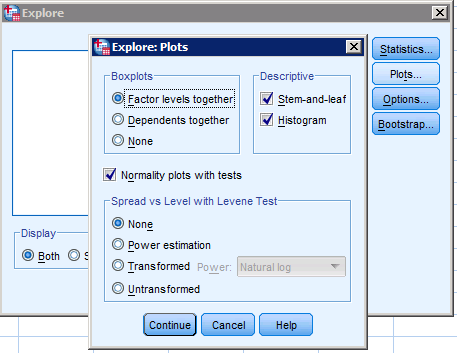 Explore
Explore: Plots
Boxplots
Factor levels together
Dependents together
None
Descriptive
Stem-and-leaf
Histogram
Normality plots with tests
Spread vs Level with Levene Test
None
Power estimation
Transformed Power: Natural log
Untransformed
Continue Cancel Help
Statistics...
Plots...
Options...
Bootstrap...
Display
Both S